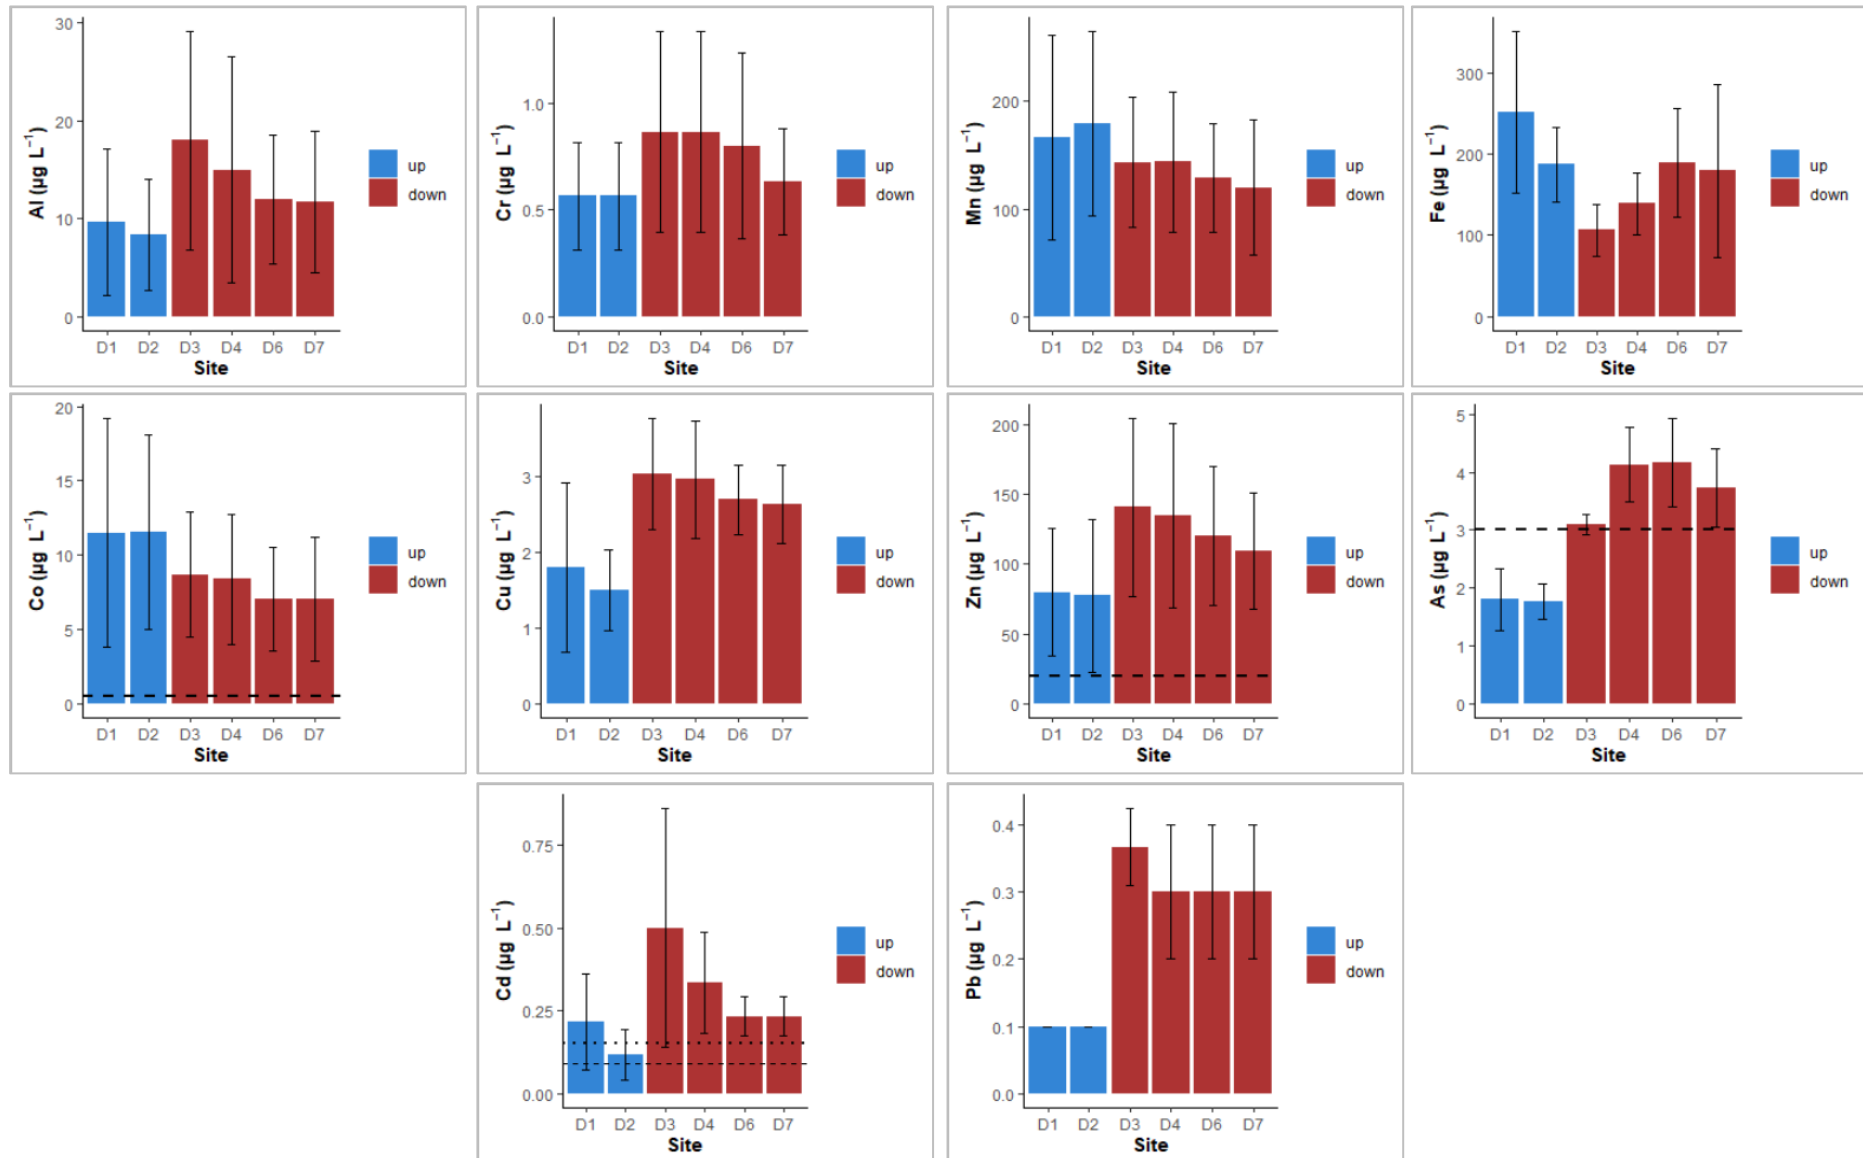 Al (µg L⁻¹)
30
20
10
0
D1 D2 D3 D4 D6 D7
Site
up
down
Cr (µg L⁻¹)
1.0
0.5
0.0
D1 D2 D3 D4 D6 D7
Site
up
down
Mn (µg L⁻¹)
200
100
0
D1 D2 D3 D4 D6 D7
Site
up
down
Fe (µg L⁻¹)
300
200
100
0
D1 D2 D3 D4 D6 D7
Site
up
down
Co (µg L⁻¹)
20
15
10
5
0
D1 D2 D3 D4 D6 D7
Site
up
down
Cu (µg L⁻¹)
3
2
1
0
D1 D2 D3 D4 D6 D7
Site
up
down
Zn (µg L⁻¹)
200
150
100
50
0
D1 D2 D3 D4 D6 D7
Site
up
down
As (µg L⁻¹)
5
4
3
2
1
0
D1 D2 D3 D4 D6 D7
Site
up
down
Cd (µg L⁻¹)
0.75
0.50
0.25
0.00
D1 D2 D3 D4 D6 D7
Site
up
down
Pb (µg L⁻¹)
0.4
0.3
0.2
0.1
0.0
D1 D2 D3 D4 D6 D7
Site
up
down